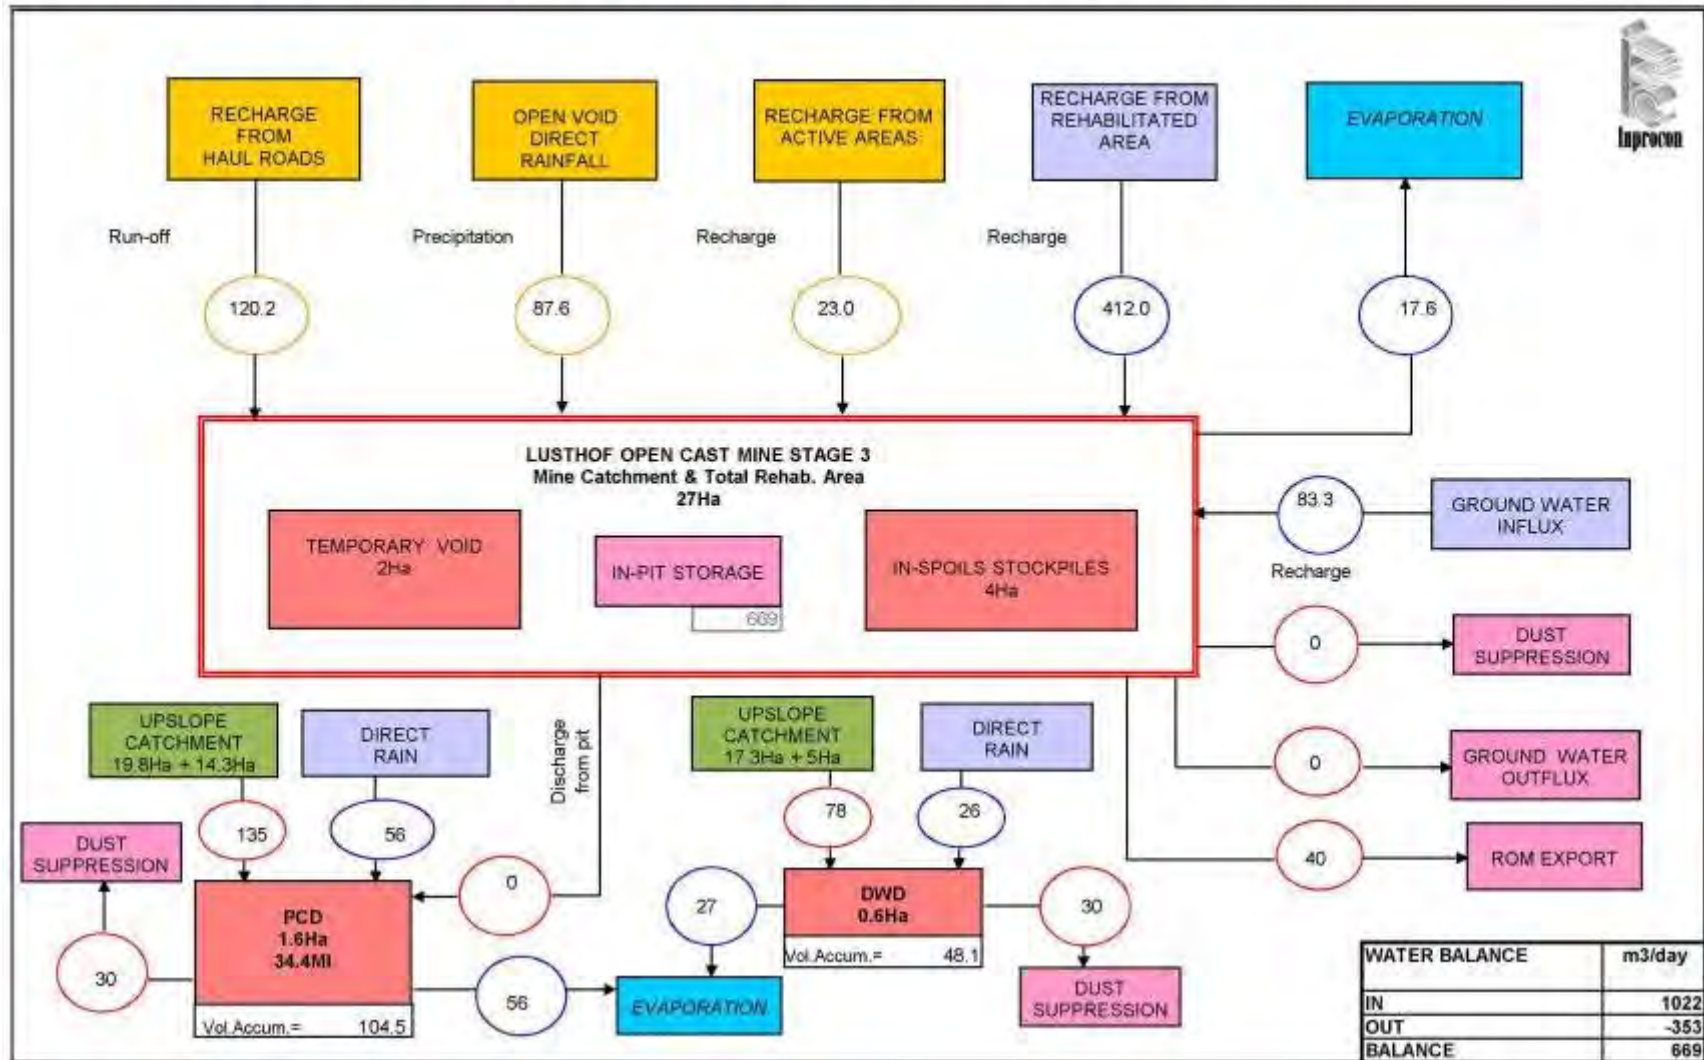 Inprocon
RECHARGE
FROM
HAUL ROADS
OPEN VOID
DIRECT
RAINFALL
RECHARGE FROM
ACTIVE AREAS
RECHARGE FROM
REHABILITATED
AREA
EVAPORATION
Run-off
Precipitation
Recharge
Recharge
120.2
87.6
23.0
412.0
17.6
LUSTHOF OPEN CAST MINE STAGE 3
Mine Catchment & Total Rehab. Area
27Ha
TEMPORARY VOID
2Ha
IN-PIT STORAGE
669
IN-SPOILS STOCKPILES
4Ha
83.3
GROUND WATER
INFLUX
Recharge
0
DUST
SUPPRESSION
0
GROUND WATER
OUTFLUX
40
ROM EXPORT
UPSLOPE
CATCHMENT
19.8Ha + 14.3Ha
DIRECT
RAIN
Discharge
from pit
UPSLOPE
CATCHMENT
17.3Ha + 5Ha
DIRECT
RAIN
135
56
78
26
DUST
SUPPRESSION
0
PCD
1.6Ha
34.4Ml
27
DWD
0.6Ha
30
Vol.Accum.= 48.1
30
56
EVAPORATION
DUST
SUPPRESSION
Vol.Accum.= 104.5
WATER BALANCE m3/day
IN 1022
OUT -353
BALANCE 669